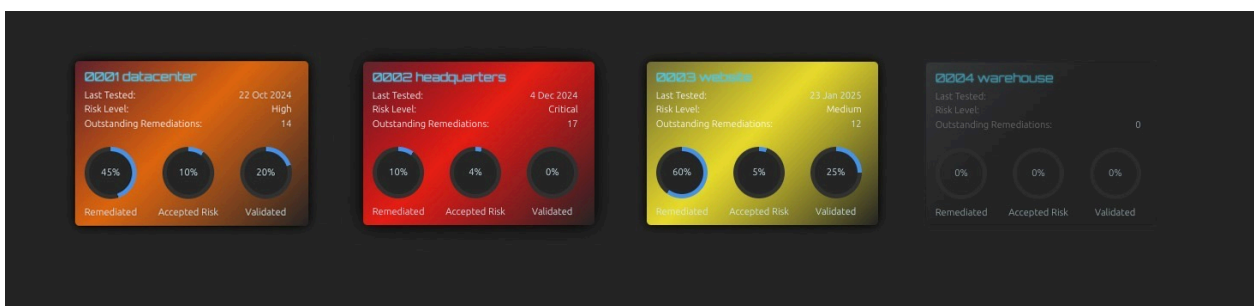 0001 datacenter
Last Tested: 22 Oct 2024
Risk Level: High
Outstanding Remediations: 14
45% 10% 20%
Remediated Accepted Risk Validated
0002 headquarters
Last Tested: 4 Dec 2024
Risk Level: Critical
Outstanding Remediations: 17
10% 4% 0%
Remediated Accepted Risk Validated
0003 website
Last Tested: 23 Jan 2025
Risk Level: Medium
Outstanding Remediations: 12
60% 5% 25%
Remediated Accepted Risk Validated
0004 warehouse
Last Tested:
Risk Level:
Outstanding Remediations: 0
0% 0% 0%
Remediated Accepted Risk Validated